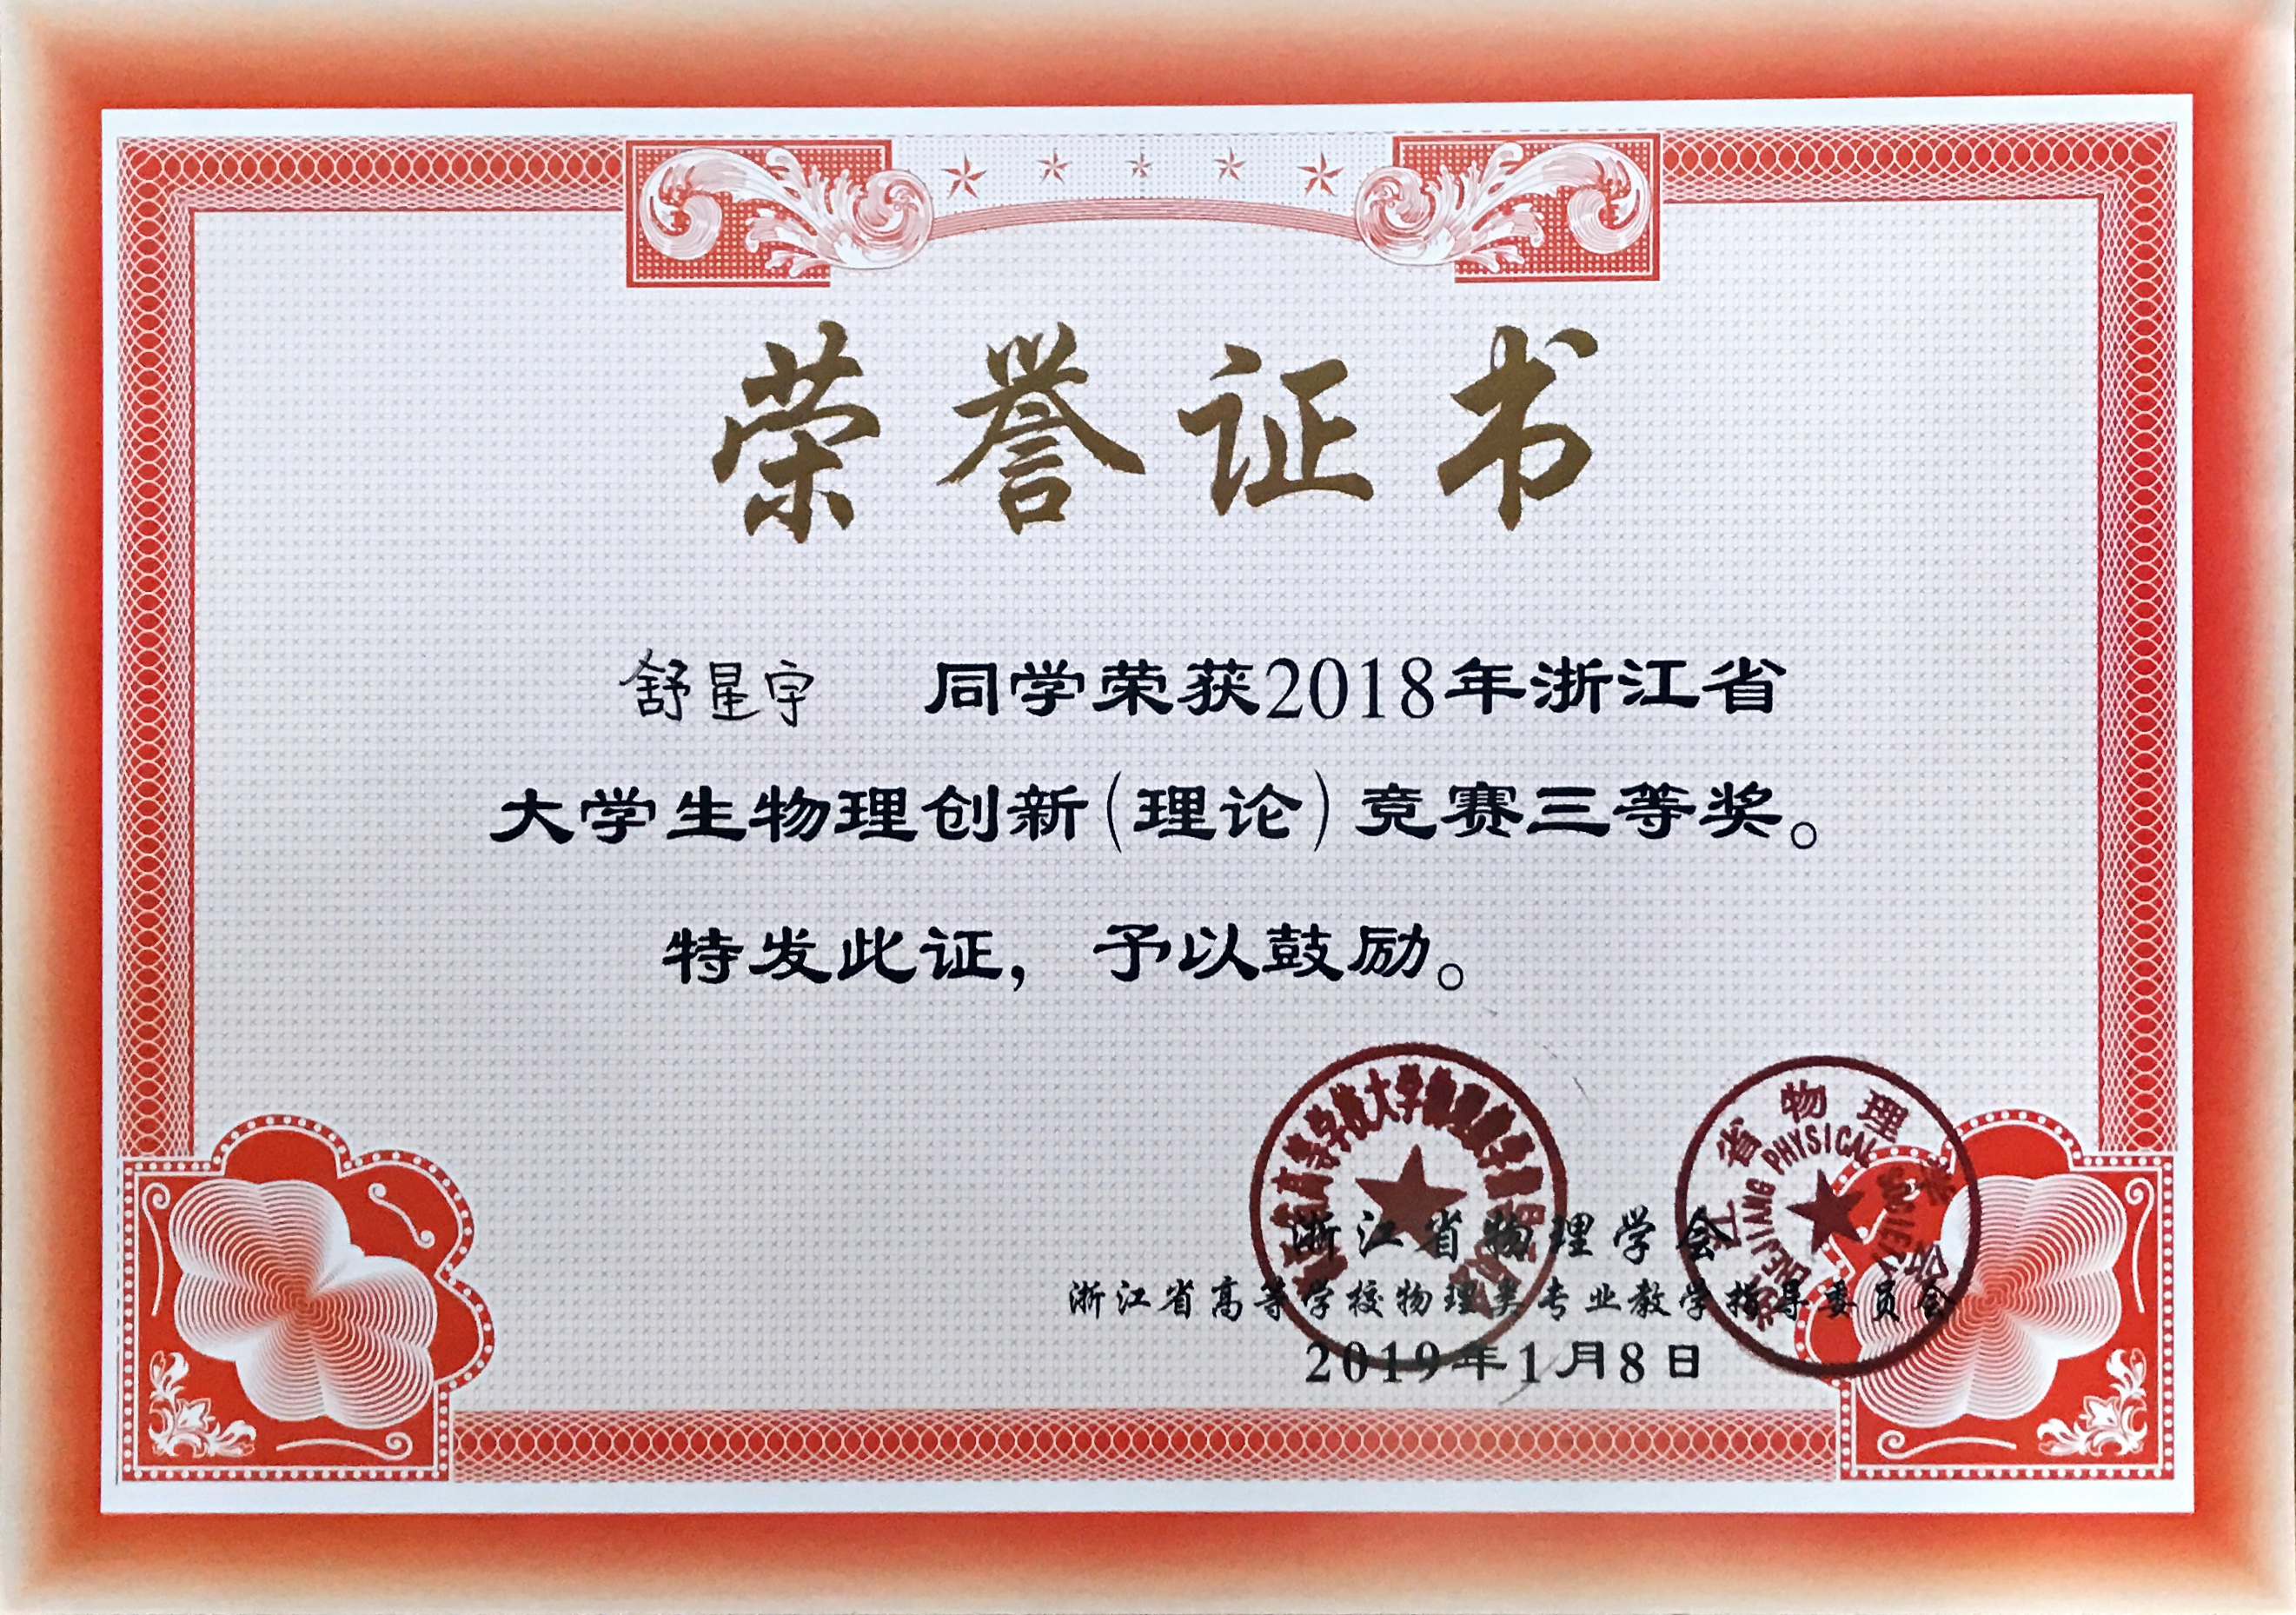 荣誉证书
舒星宇 同学荣获2018年浙江省
大学生物理创新(理论)竞赛三等奖。
特发此证，予以鼓励。
浙江省物理学会
浙江省高等学校物理类专业教学指导委员会
2019年1月8日
江省物理学会
ZHEJIANG PHYSICAL SOCIETY